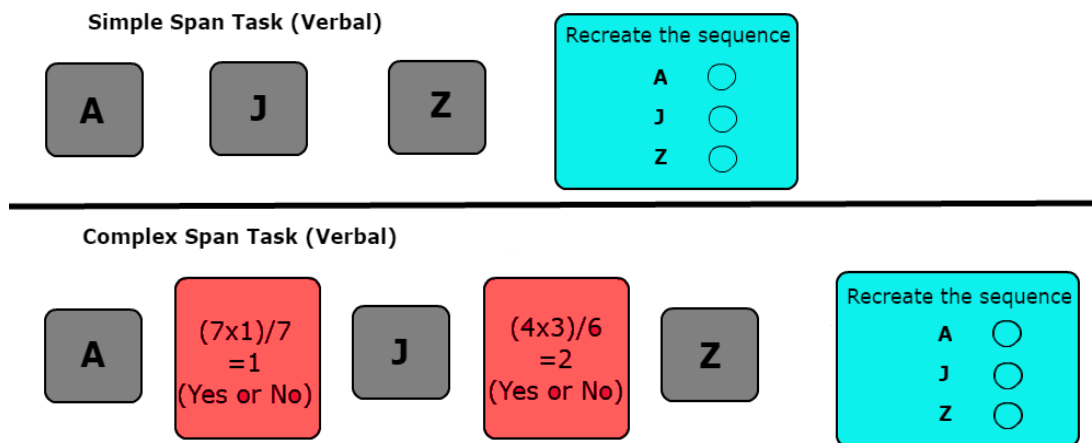 Simple Span Task (Verbal)
A J Z
Recreate the sequence
A
J
Z
Complex Span Task (Verbal)
A
(7x1)/7
=1
(Yes or No)
J
(4x3)/6
=2
(Yes or No)
Z
Recreate the sequence
A
J
Z